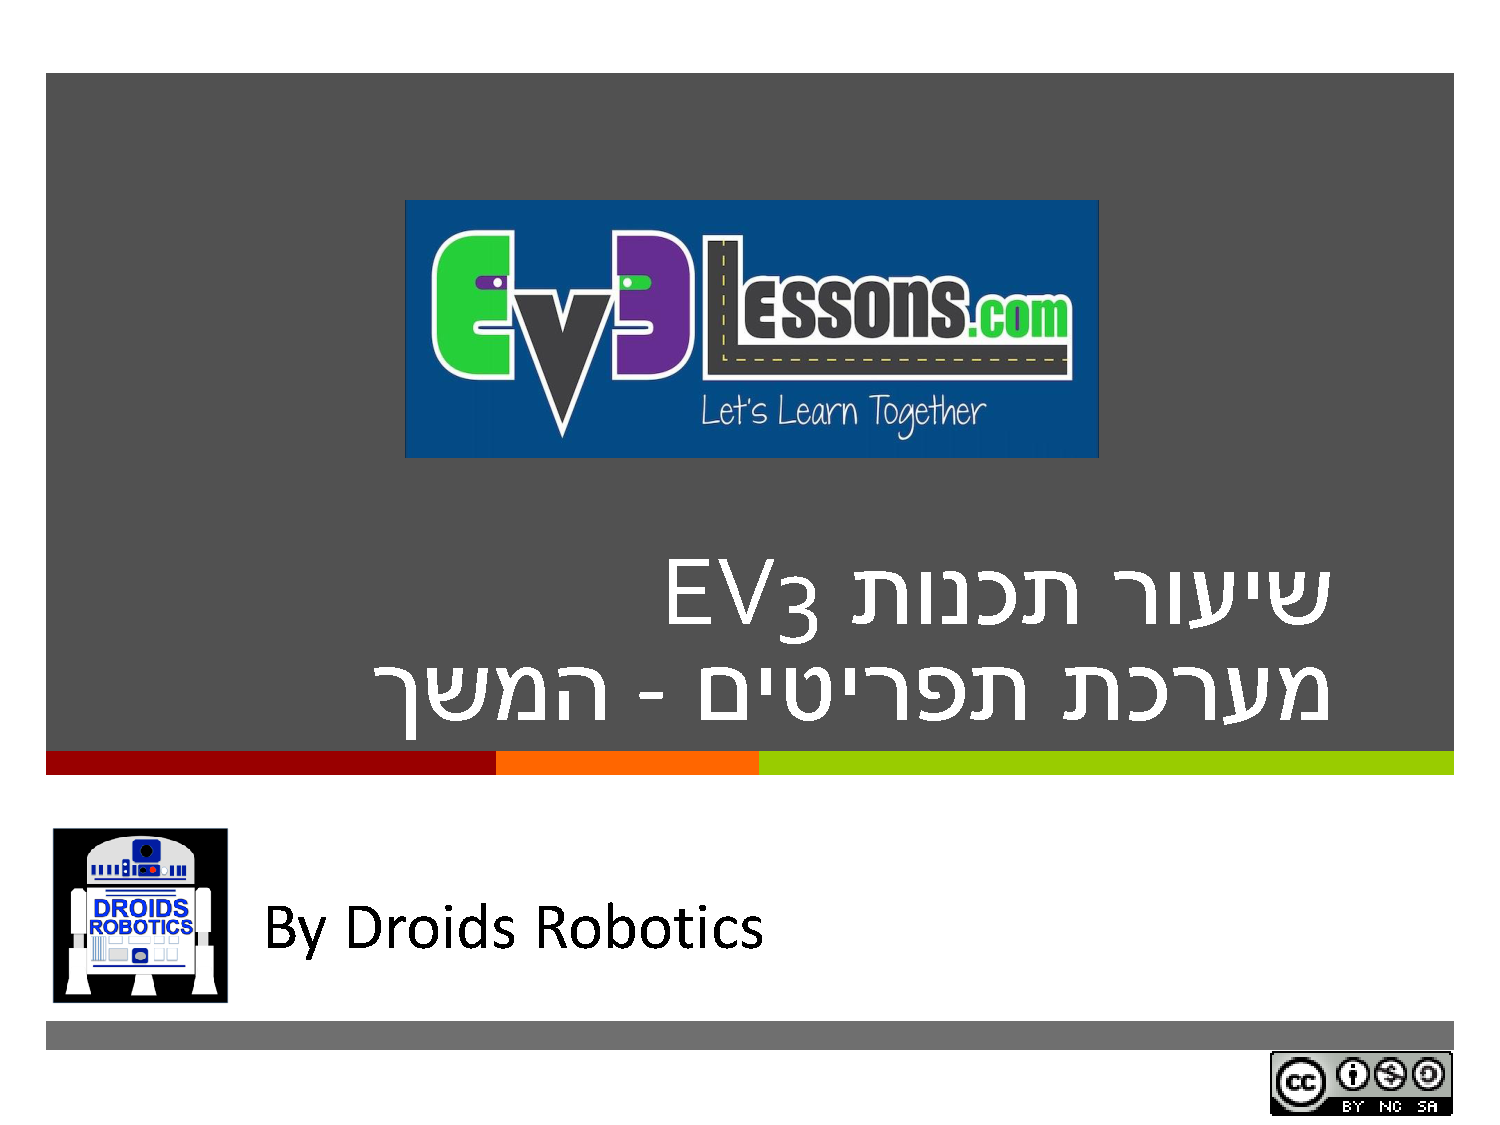 EV3Lessons.com
Let's Learn Together
שיעור תכנות EV3
מערכת תפריטים - המשך
DROIDS
ROBOTICS
By Droids Robotics
cc
BY NC SA